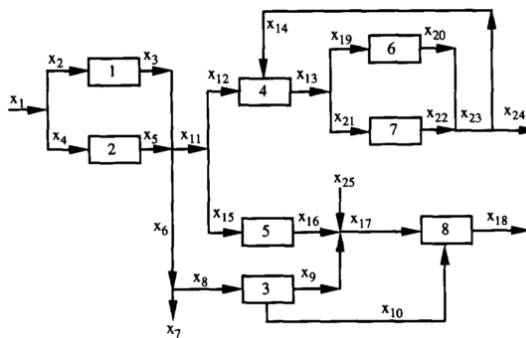 x₁₄
x₁₉ 6 x₂₀
x₂ 1 x₃
x₁₂ 4 x₁₃
x₁
x₂₁ 7 x₂₂ x₂₃ x₂₄
x₄ 2 x₅ x₁₁
x₂₅
x₆ x₁₅ 5 x₁₆ x₁₇ 8 x₁₈
x₈ 3 x₉
x₁₀
x₇